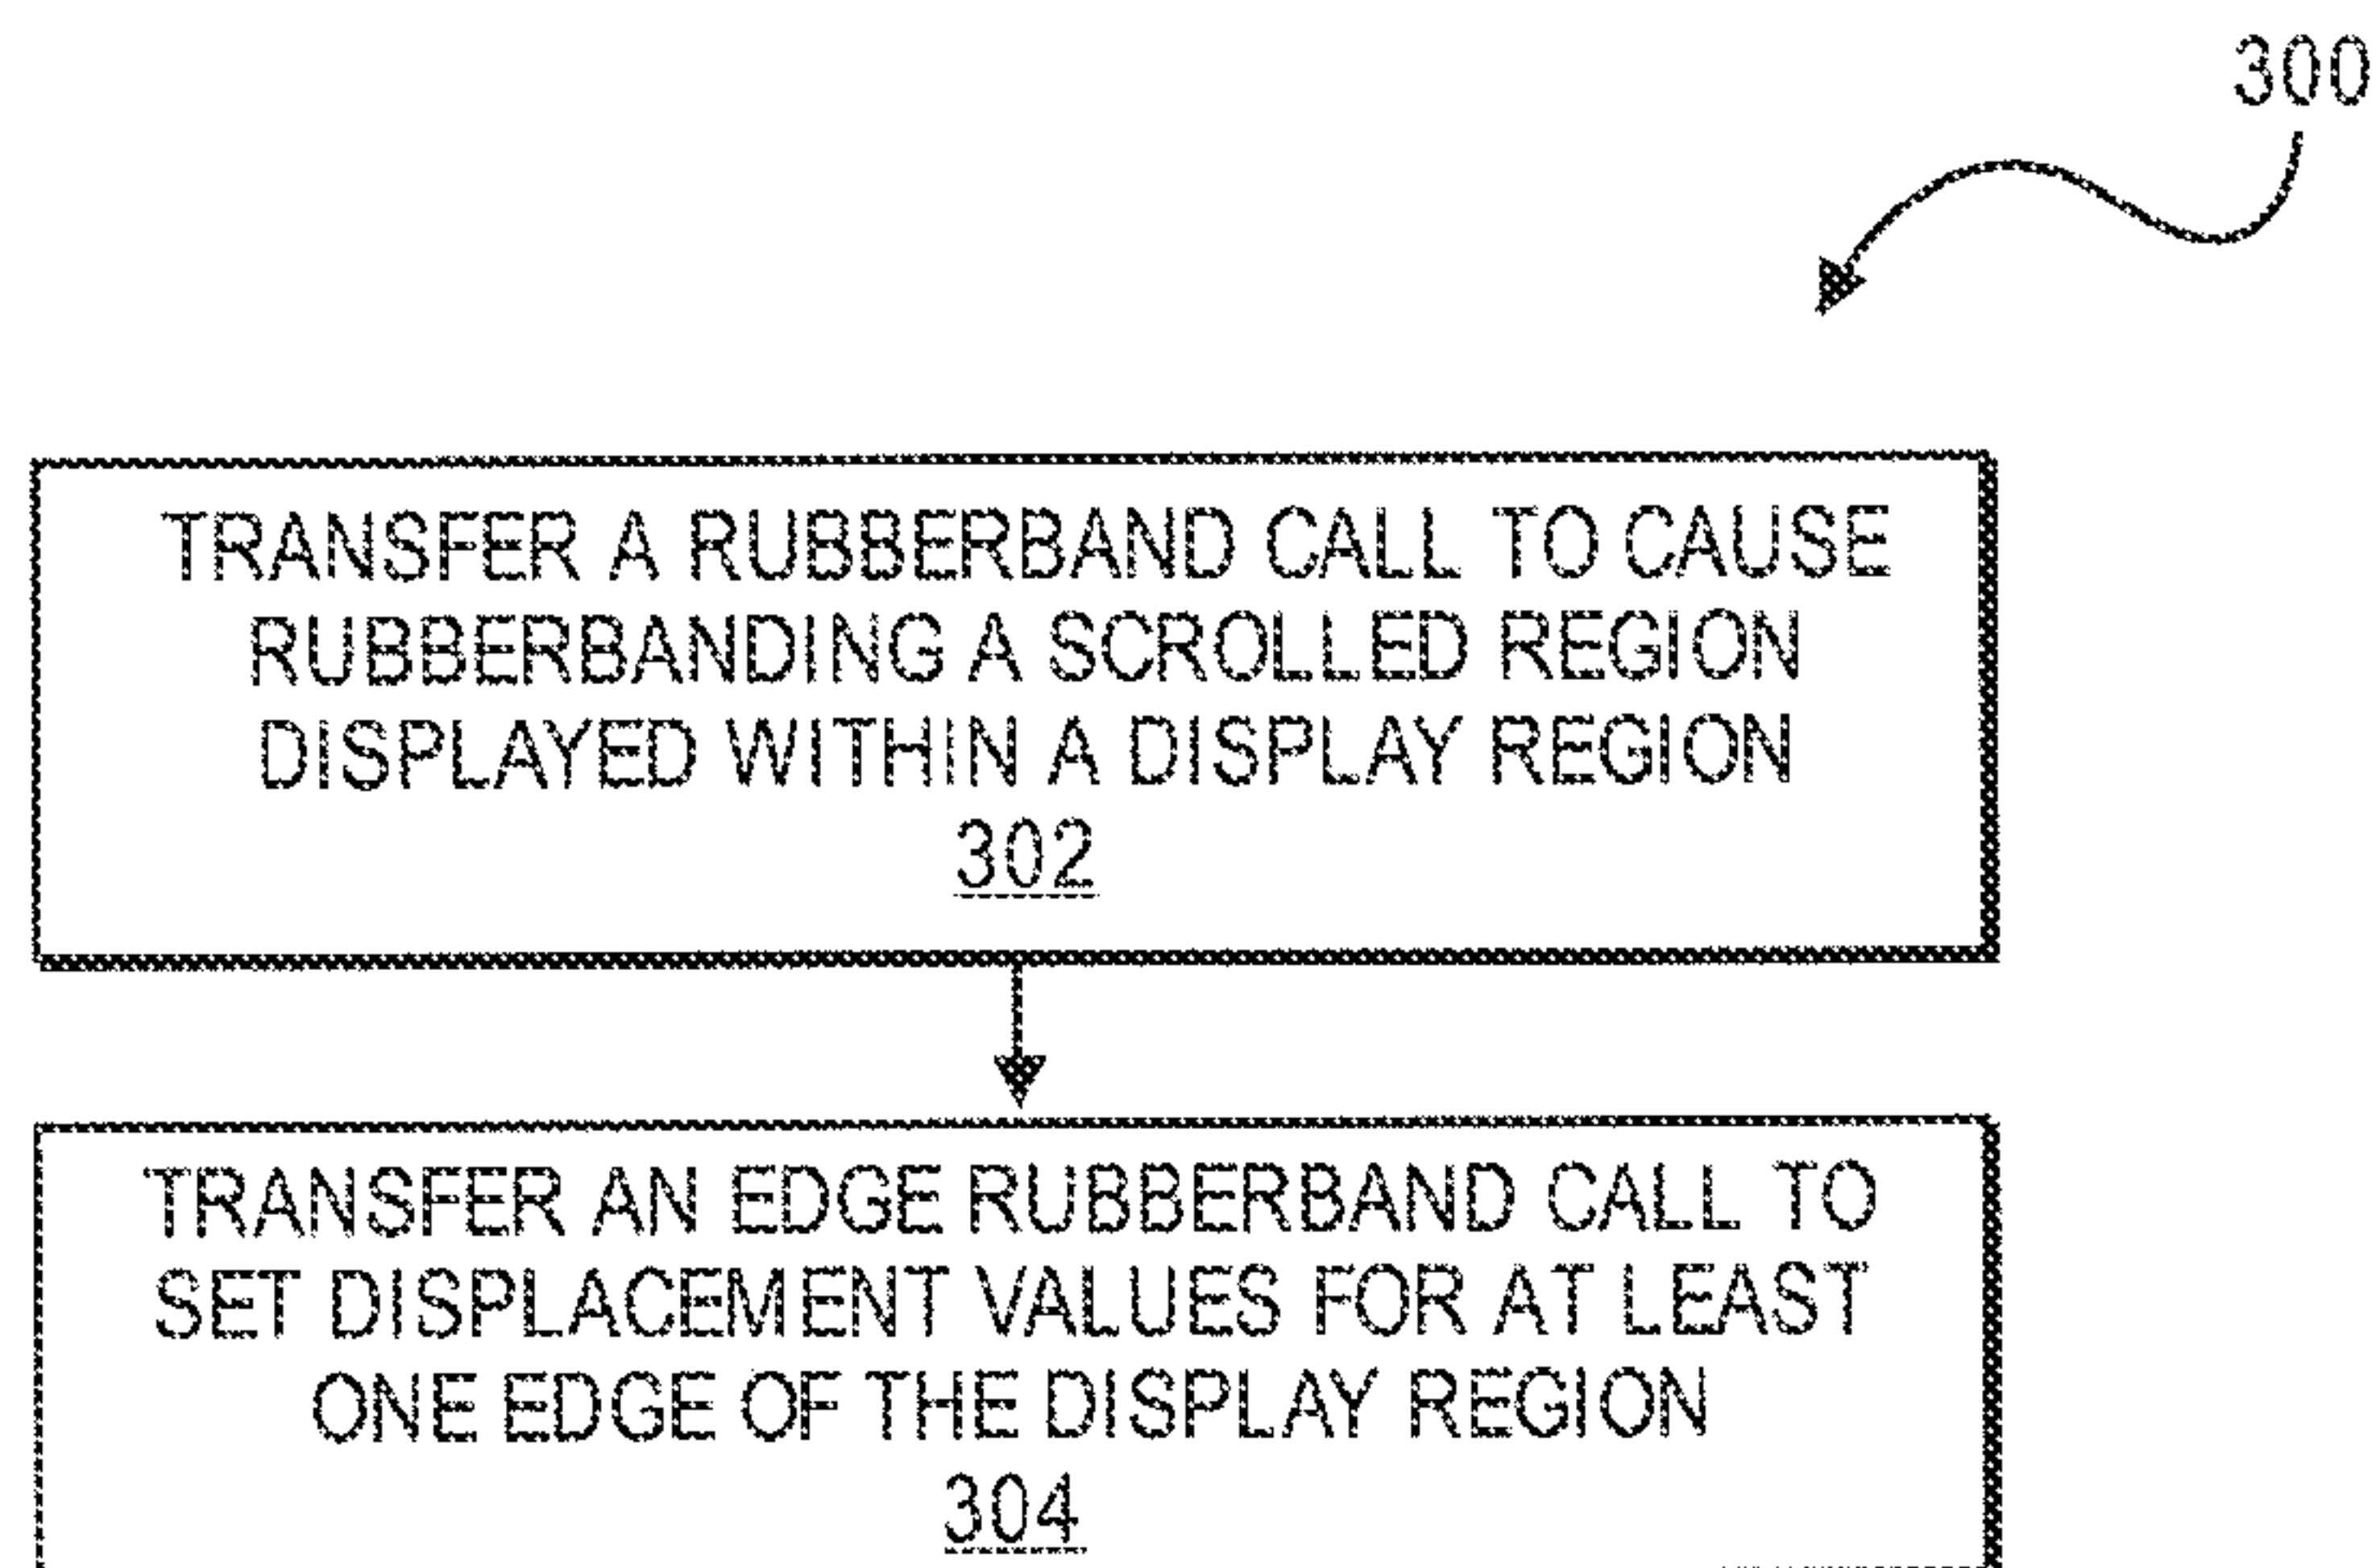 300
TRANSFER A RUBBERBAND CALL TO CAUSE
RUBBERBANDING A SCROLLED REGION
DISPLAYED WITHIN A DISPLAY REGION
302
TRANSFER AN EDGE RUBBERBAND CALL TO
SET DISPLACEMENT VALUES FOR AT LEAST
ONE EDGE OF THE DISPLAY REGION
304